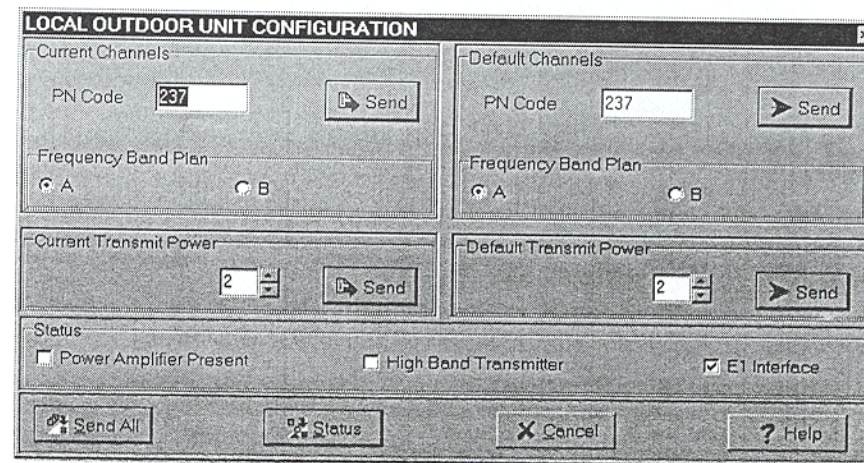 LOCAL OUTDOOR UNIT CONFIGURATION
Current Channels
PN Code 237 Send
Frequency Band Plan
A B
Default Channels
PN Code 237 Send
Frequency Band Plan
A B
Current Transmit Power
2 Send
Default Transmit Power
2 Send
Status
Power Amplifier Present High Band Transmitter E1 Interface
Send All Status Cancel ? Help